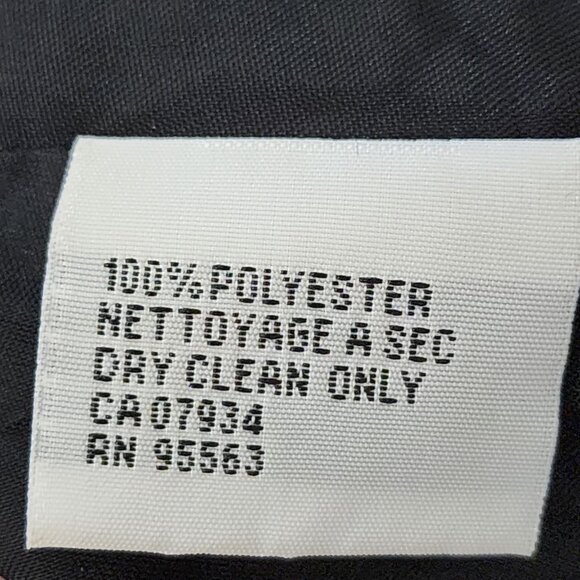 100% POLYESTER
NETTOYAGE A SEC
DRY CLEAN ONLY
CA 07934
RN 95563